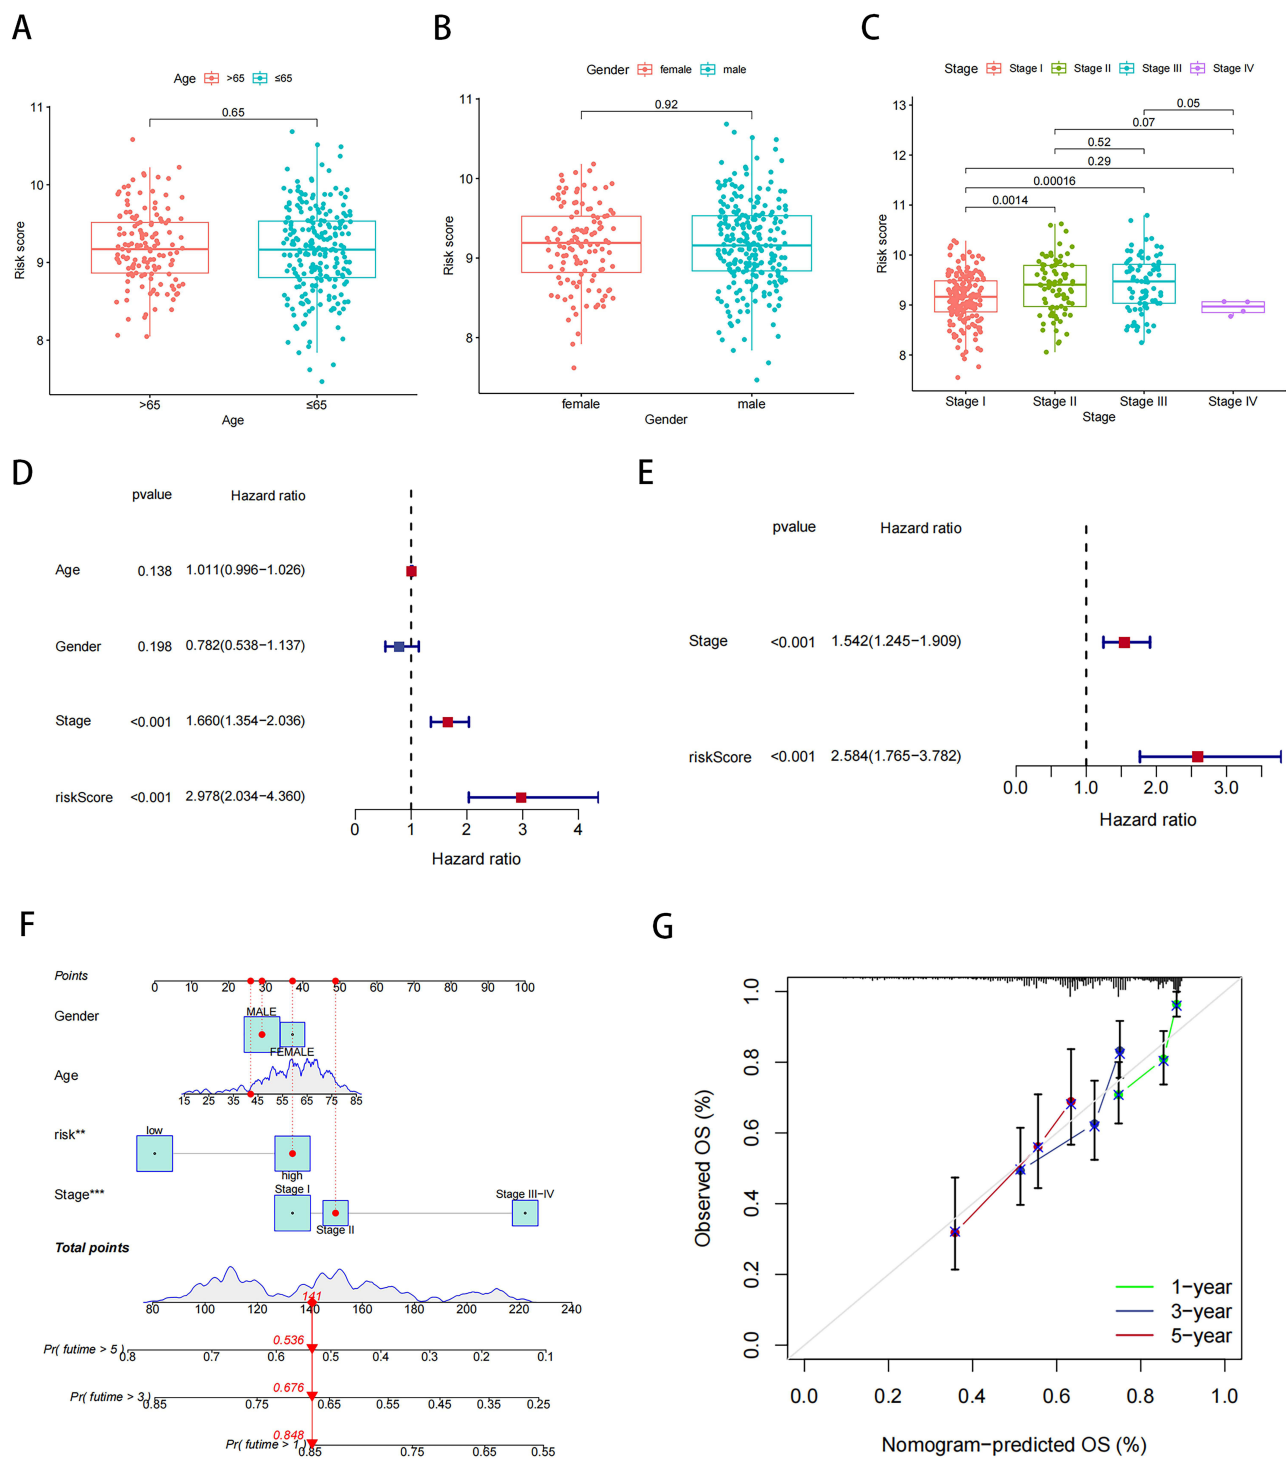 A
Age >65 ≤65
0.65
Risk score
11
10
9
8
>65 ≤65
Age
B
Gender female male
0.92
Risk score
11
10
9
8
female male
Gender
C
Stage Stage I Stage II Stage III Stage IV
0.05
0.07
0.52
0.29
0.00016
0.0014
Risk score
13
12
11
10
9
8
Stage I Stage II Stage III Stage IV
Stage
D
pvalue Hazard ratio
Age 0.138 1.011(0.996−1.026)
Gender 0.198 0.782(0.538−1.137)
Stage <0.001 1.660(1.354−2.036)
riskScore <0.001 2.978(2.034−4.360)
0 1 2 3 4
Hazard ratio
E
pvalue Hazard ratio
Stage <0.001 1.542(1.245−1.909)
riskScore <0.001 2.584(1.765−3.782)
0.0 1.0 2.0 3.0
Hazard ratio
F
Points
0 10 20 30 40 50 60 70 80 90 100
Gender
MALE
FEMALE
Age
15 25 35 45 55 65 75 85
risk**
low
high
Stage***
Stage I
Stage II
Stage III−IV
Total points
141
80 100 120 140 160 180 200 220 240
0.536
Pr( futime > 5 )
0.8 0.7 0.6 0.5 0.4 0.3 0.2 0.1
0.676
Pr( futime > 3 )
0.85 0.75 0.65 0.55 0.45 0.35 0.25
0.848
Pr( futime > 1 )
0.85 0.75 0.65 0.55
G
Observed OS (%)
1.0
0.8
0.6
0.4
0.2
0.0
1−year
3−year
5−year
0.0 0.2 0.4 0.6 0.8 1.0
Nomogram−predicted OS (%)